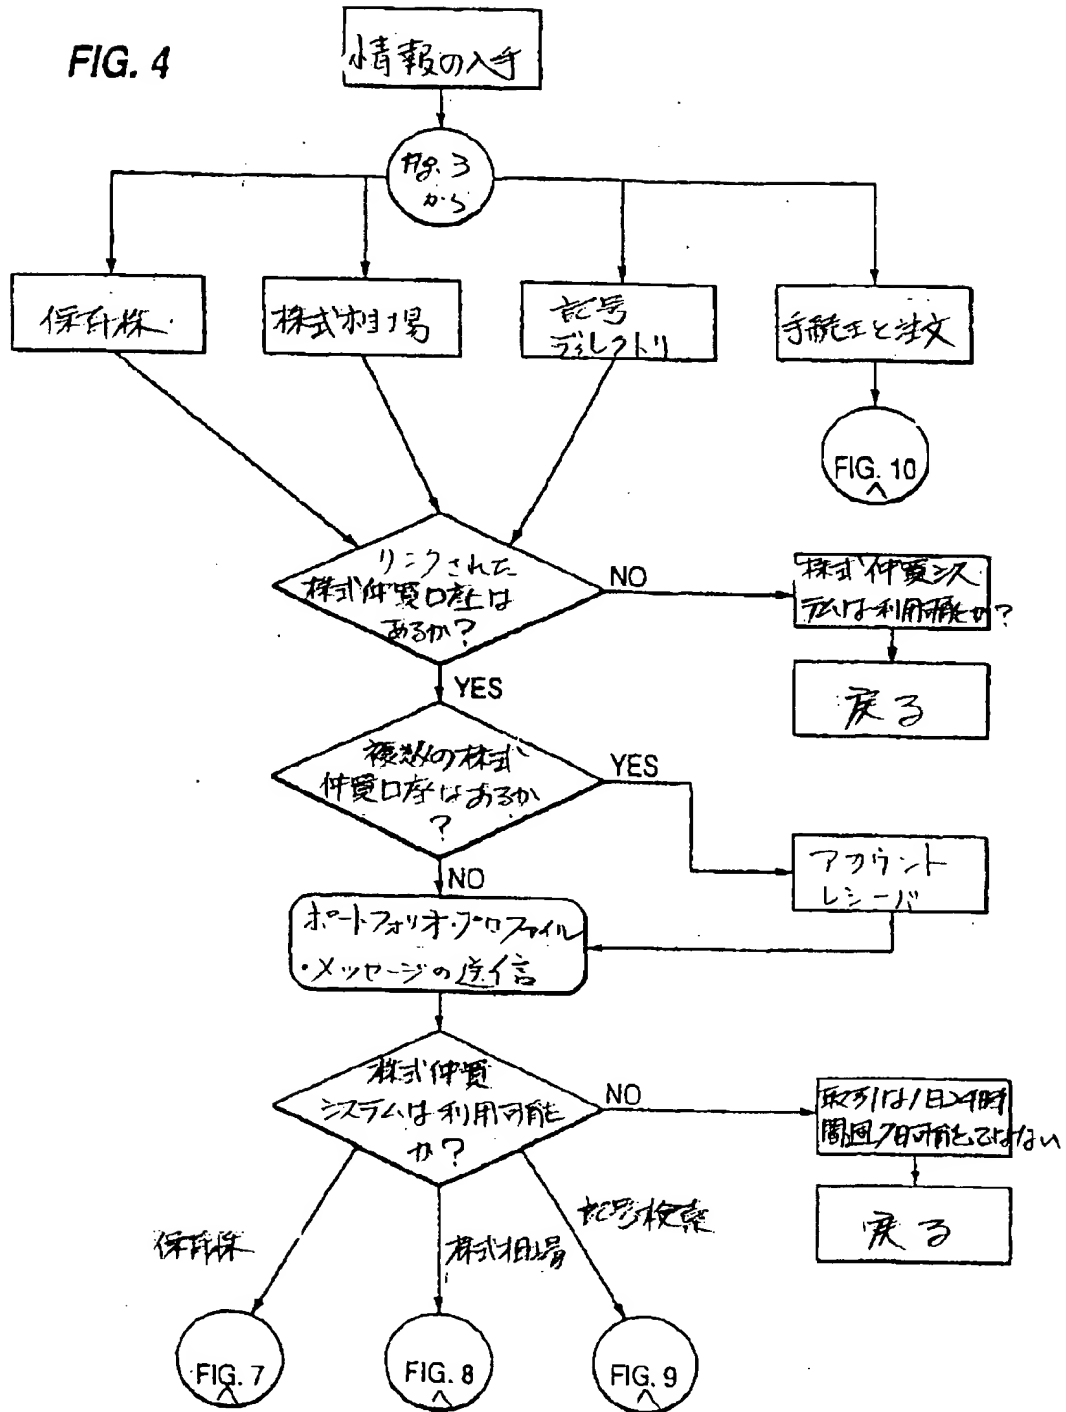 FIG. 4
情報の入手
Fig. 3
から
保有株
株式相場
記号
ディレクトリ
手続きと注文
FIG. 10
へ
リンクされた
株式仲買口座は
あるか?
NO
株式仲買シス
テムは利用可能か?
YES
戻る
複数の株式
仲買口座はあるか
?
YES
NO
アカウント
レシーバ
ポートフォリオ・プロファイル
・メッセージの送信
株式仲買
システムは利用可能
か?
NO
取引は1日24時
間週7日可能ではない
戻る
保有株
株式相場
記号検索
FIG. 7
へ
FIG. 8
へ
FIG. 9
へ